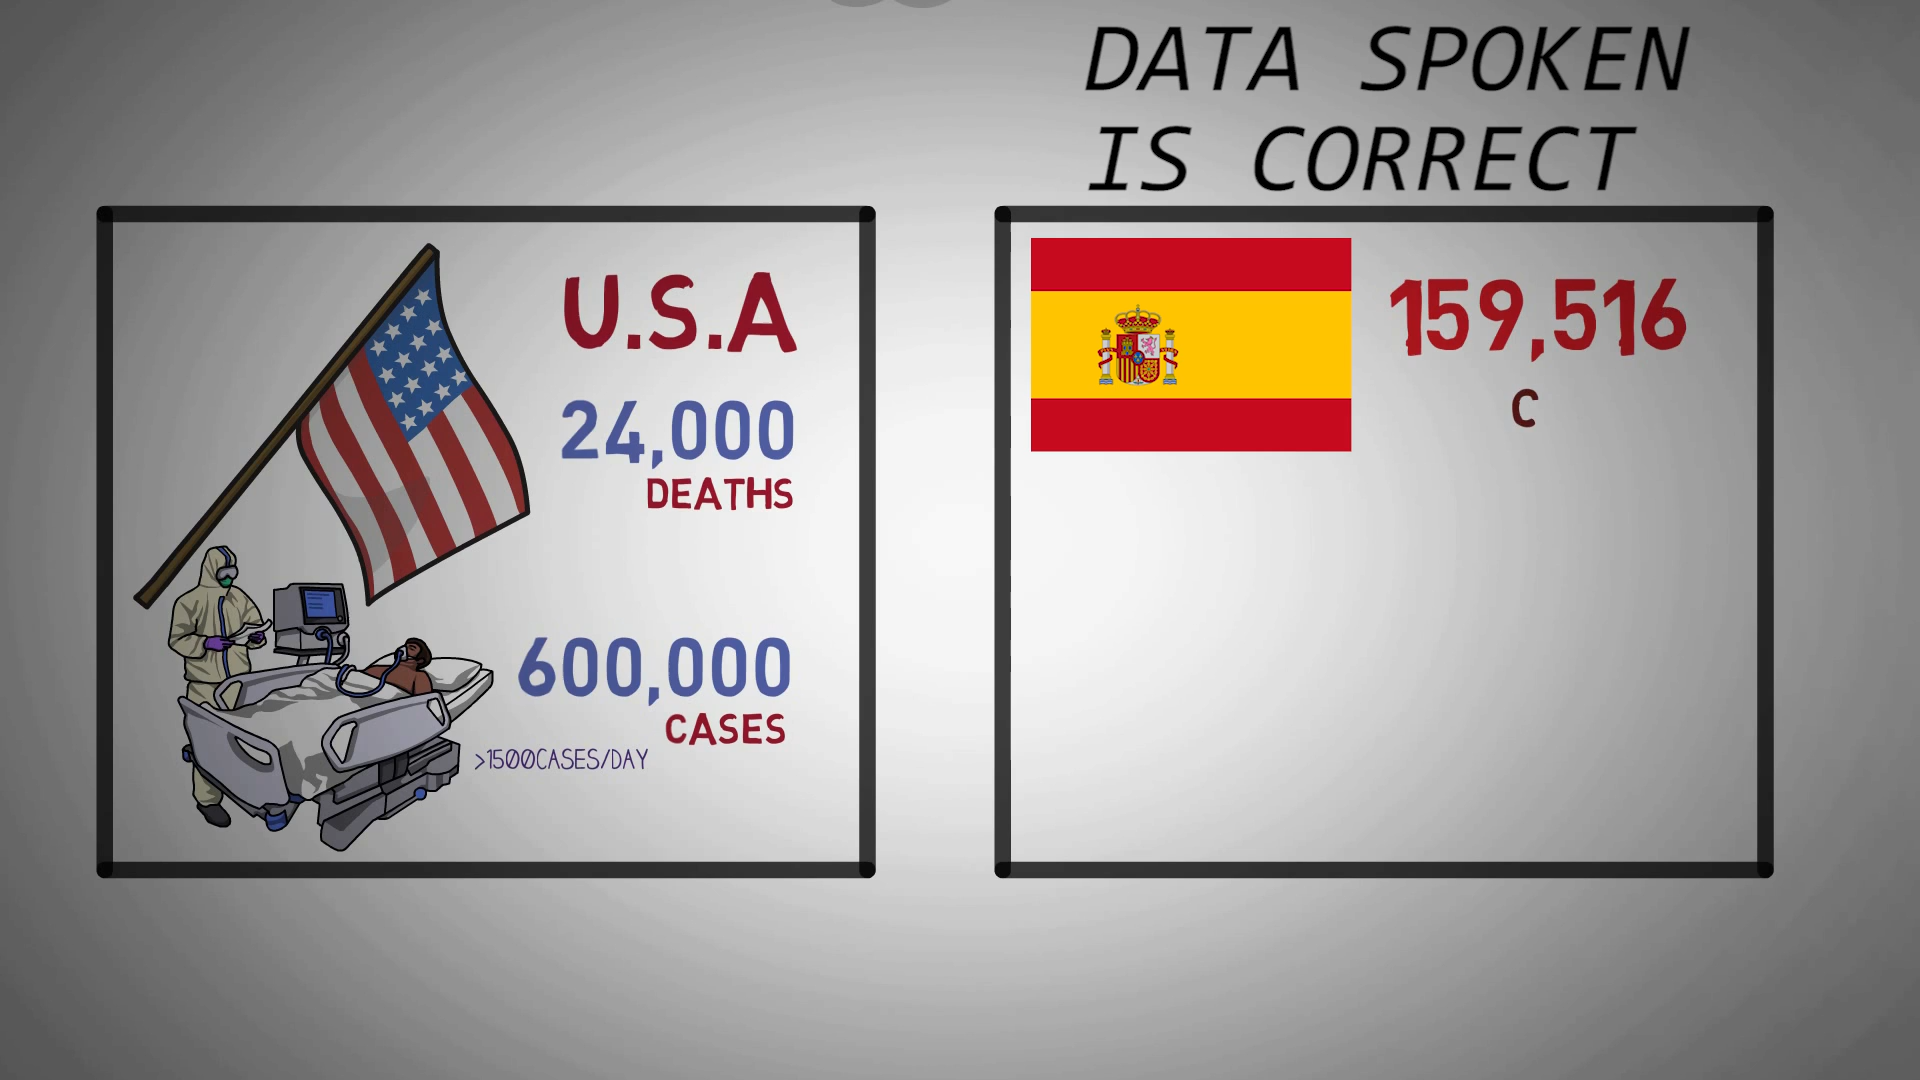 DATA SPOKEN
IS CORRECT
U.S.A
24,000
DEATHS
600,000
CASES
>1500CASES/DAY
159,516
C